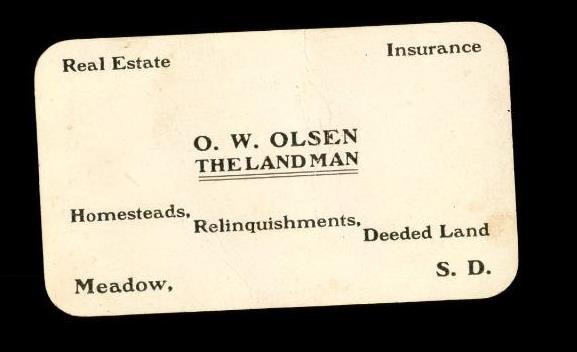 Real Estate Insurance
O. W. OLSEN
THE LAND MAN
Homesteads, Relinquishments, Deeded Land
Meadow, S. D.